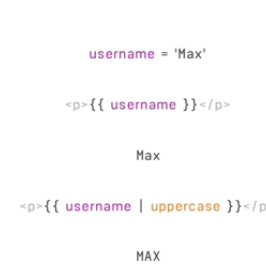 username = 'Max'
<p>{{ username }}</p>
Max
<p>{{ username | uppercase }}</p
MAX